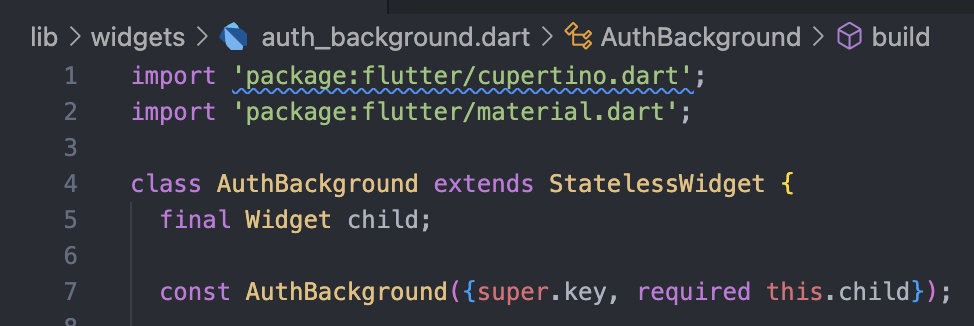 lib > widgets > auth_background.dart > AuthBackground > build
1 import 'package:flutter/cupertino.dart';
2 import 'package:flutter/material.dart';
3
4 class AuthBackground extends StatelessWidget {
5 final Widget child;
6
7 const AuthBackground({super.key, required this.child});
8